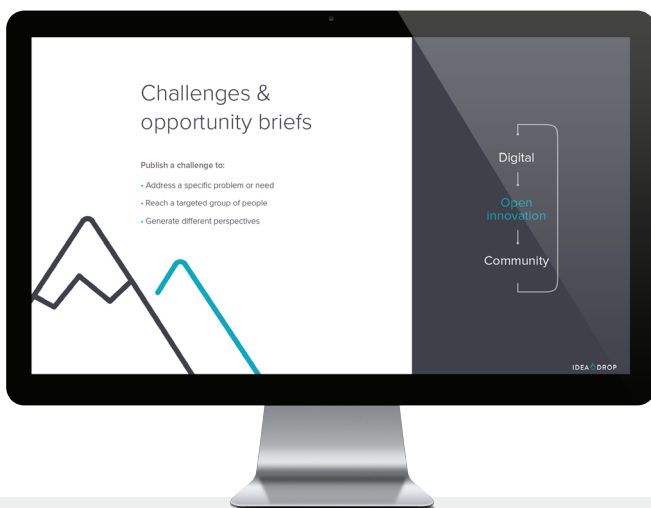 Challenges &
opportunity briefs
Publish a challenge to:
• Address a specific problem or need
• Reach a targeted group of people
• Generate different perspectives
Digital
Open
innovation
Community
IDEA DROP